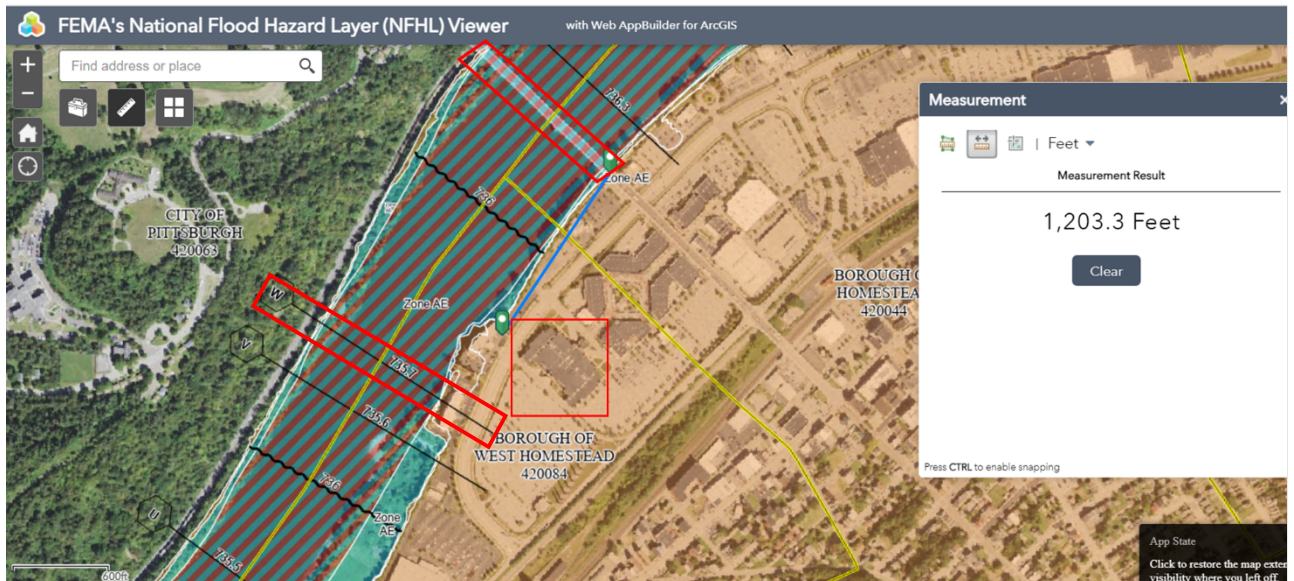 FEMA's National Flood Hazard Layer (NFHL) Viewer
with Web AppBuilder for ArcGIS
Find address or place
Measurement
Feet
Measurement Result
1,203.3 Feet
Clear
Press CTRL to enable snapping
App State
Click to restore the map exten
visibility where you left off
736.3
Zone AE
736
CITY OF
PITTSBURGH
420063
BOROUGH O
HOMESTEA
420044
Zone AE
W
V
735.7
735.6
BOROUGH OF
WEST HOMESTEAD
420084
736
U
Zone
AE
735.5
600ft